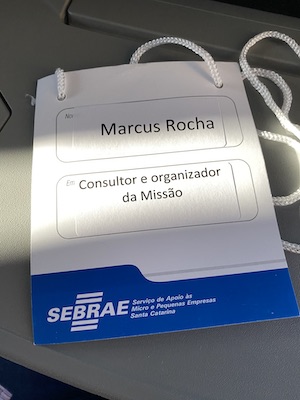 Marcus Rocha
Consultor e organizador
da Missão
SEBRAE
Serviço de Apoio às
Micro e Pequenas Empresas
Santa Catarina